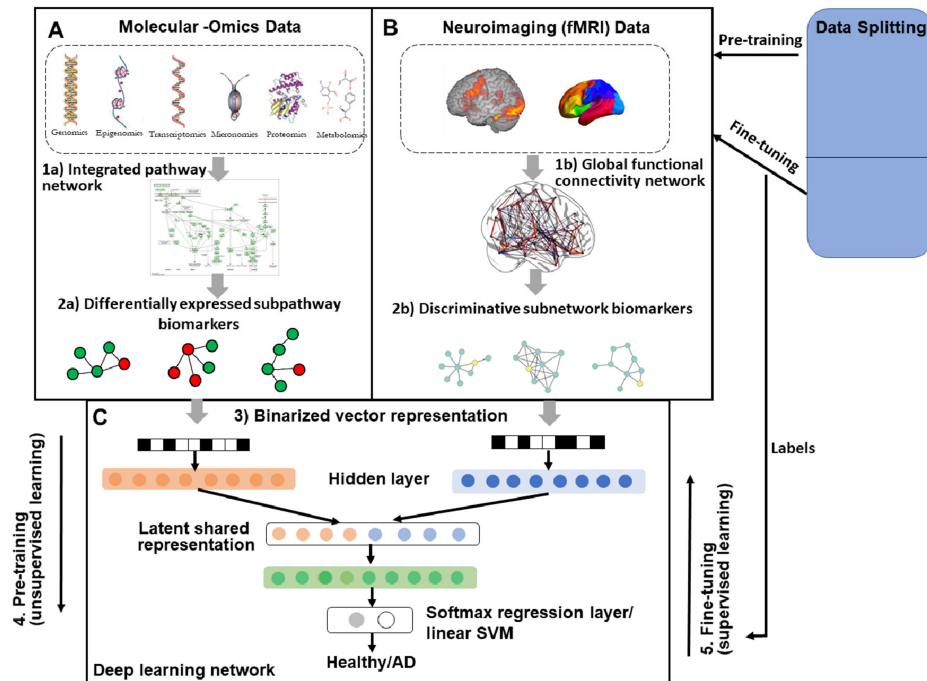 A
Molecular -Omics Data
Genomics
Epigenomics
Transcriptomics
Micronomics
Proteomics
Metabolomics
1a) Integrated pathway
network
2a) Differentially expressed subpathway
biomarkers
B
Neuroimaging (fMRI) Data
1b) Global functional
connectivity network
2b) Discriminative subnetwork biomarkers
Pre-training
Fine-tuning
Data Splitting
Labels
C
3) Binarized vector representation
Hidden layer
Latent shared
representation
Softmax regression layer/
linear SVM
Healthy/AD
Deep learning network
4. Pre-training
(unsupervised learning)
5. Fine-tuning
(supervised learning)